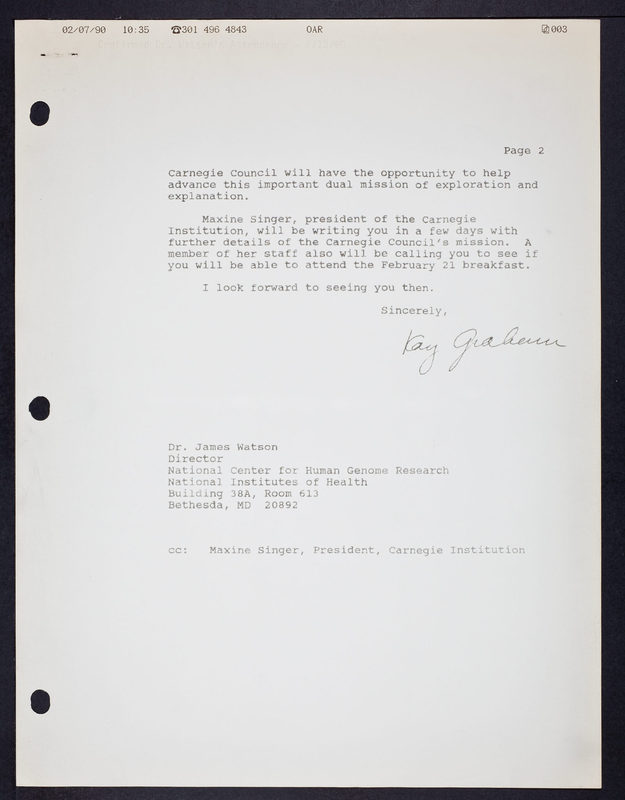 02/07/90 10:35 ☎301 496 4843 OAR 003
Page 2
Carnegie Council will have the opportunity to help
advance this important dual mission of exploration and
explanation.
Maxine Singer, president of the Carnegie
Institution, will be writing you in a few days with
further details of the Carnegie Council's mission. A
member of her staff also will be calling you to see if
you will be able to attend the February 21 breakfast.
I look forward to seeing you then.
Sincerely,
Kay Graham
Dr. James Watson
Director
National Center for Human Genome Research
National Institutes of Health
Building 38A, Room 613
Bethesda, MD 20892
cc: Maxine Singer, President, Carnegie Institution